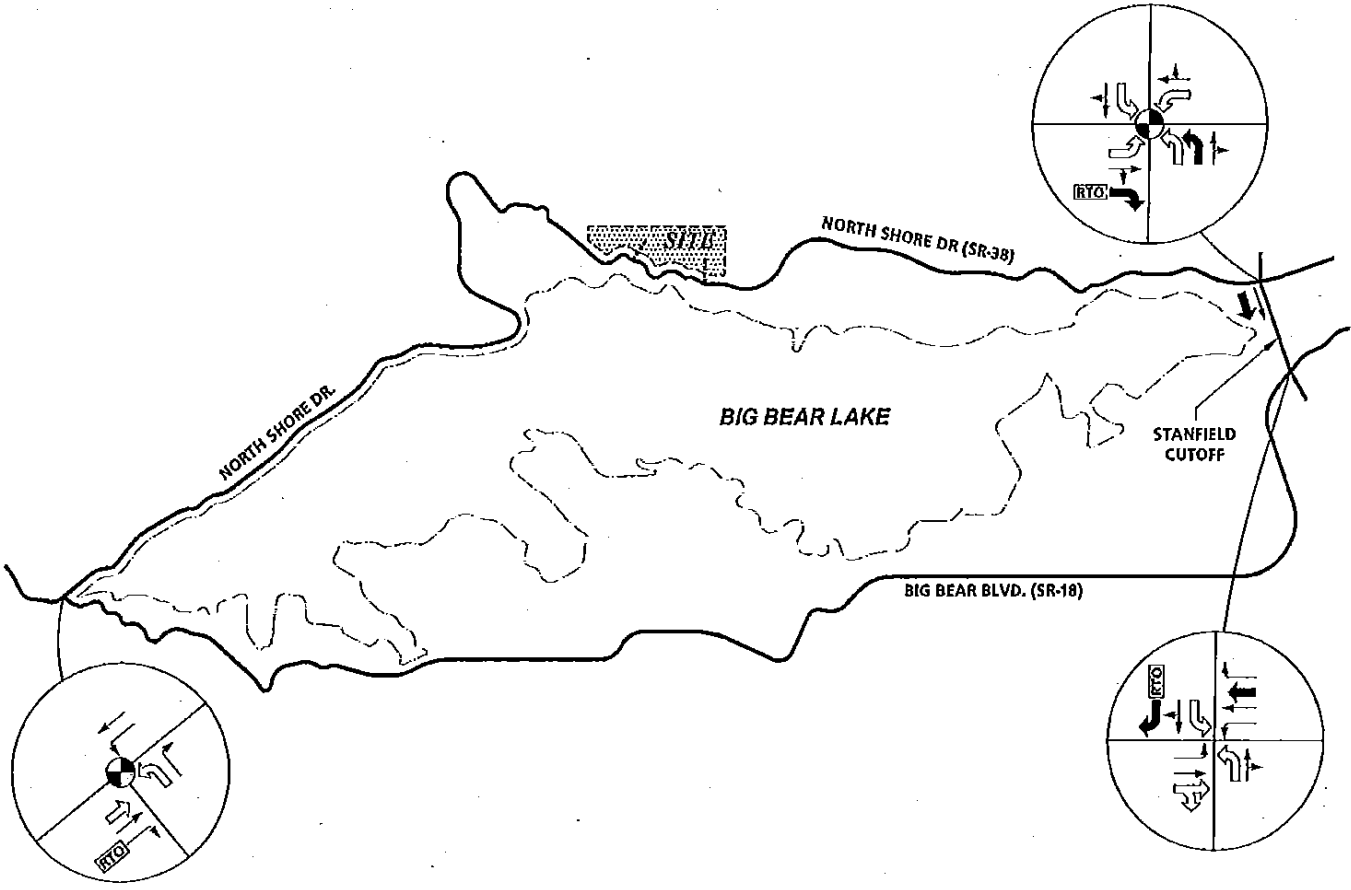 RTO
SITE
NORTH SHORE DR (SR-38)
NORTH SHORE DR.
BIG BEAR LAKE
STANFIELD
CUTOFF
BIG BEAR BLVD. (SR-18)
RTO
RTO